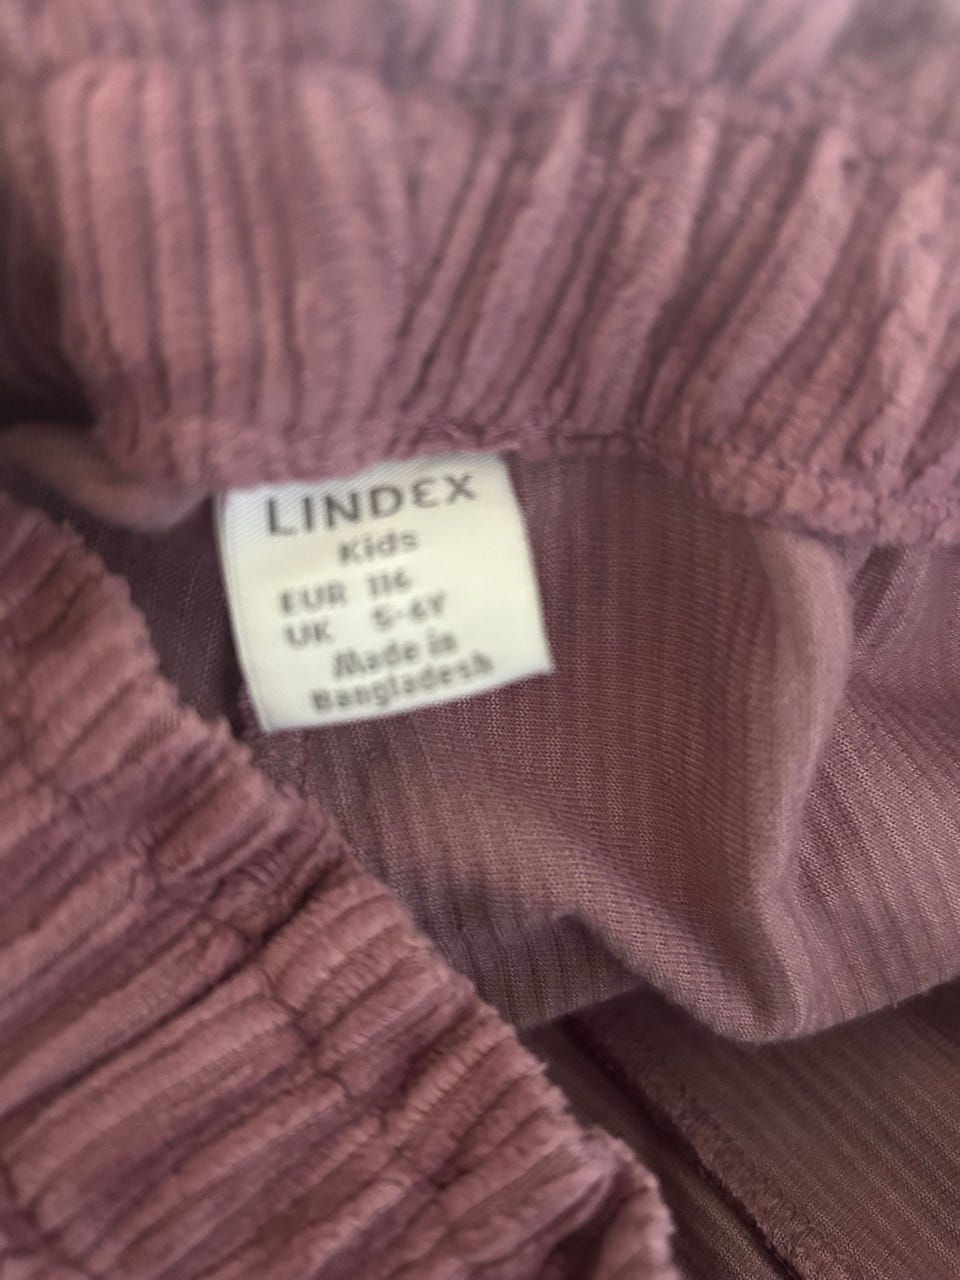 LINDEX
Kids
EUR 116
UK 5-6Y
Made in
Bangladesh